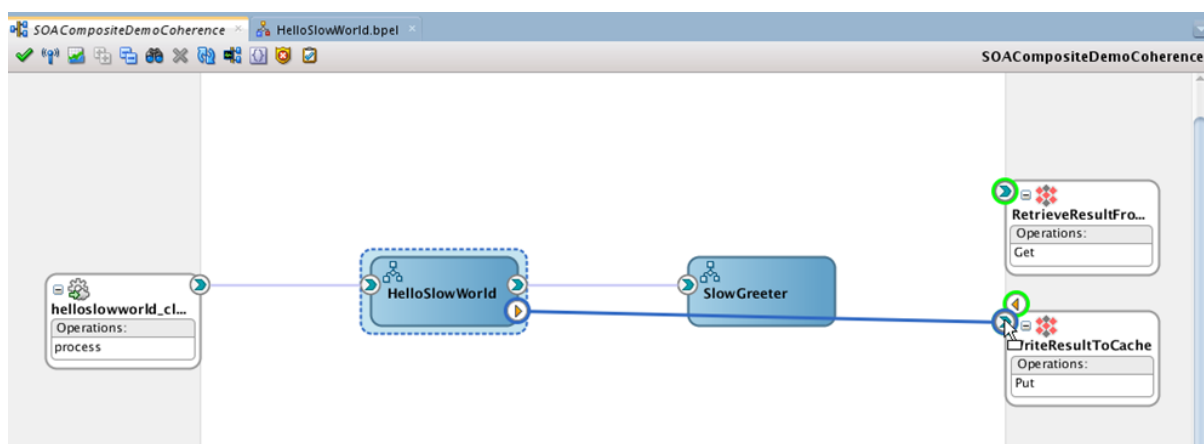 SOACompositeDemoCoherence
HelloSlowWorld.bpel
SOACompositeDemoCoherence
RetrieveResultFro...
Operations:
Get
HelloSlowWorld
SlowGreeter
helloslowworld_cl...
Operations:
process
riteResultToCache
Operations:
Put